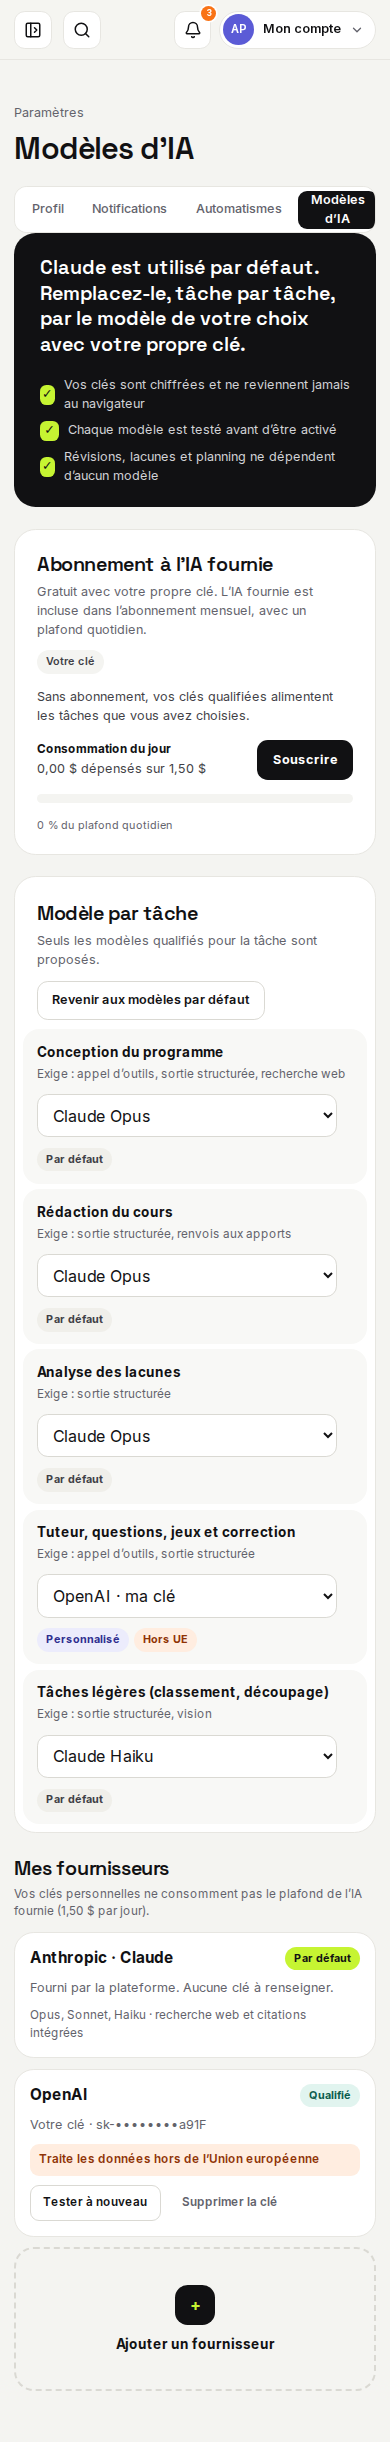 3
AP
Mon compte
Paramètres
Modèles d’IA
Profil
Notifications
Automatismes
Modèles
d’IA
Claude est utilisé par défaut.
Remplacez-le, tâche par tâche,
par le modèle de votre choix
avec votre propre clé.
✓ Vos clés sont chiffrées et ne reviennent jamais
au navigateur
✓ Chaque modèle est testé avant d’être activé
✓ Révisions, lacunes et planning ne dépendent
d’aucun modèle
Abonnement à l’IA fournie
Gratuit avec votre propre clé. L’IA fournie est
incluse dans l’abonnement mensuel, avec un
plafond quotidien.
Votre clé
Sans abonnement, vos clés qualifiées alimentent
les tâches que vous avez choisies.
Consommation du jour
0,00 $ dépensés sur 1,50 $
Souscrire
0 % du plafond quotidien
Modèle par tâche
Seuls les modèles qualifiés pour la tâche sont
proposés.
Revenir aux modèles par défaut
Conception du programme
Exige : appel d’outils, sortie structurée, recherche web
Claude Opus
Par défaut
Rédaction du cours
Exige : sortie structurée, renvois aux apports
Claude Opus
Par défaut
Analyse des lacunes
Exige : sortie structurée
Claude Opus
Par défaut
Tuteur, questions, jeux et correction
Exige : appel d’outils, sortie structurée
OpenAI · ma clé
Personnalisé
Hors UE
Tâches légères (classement, découpage)
Exige : sortie structurée, vision
Claude Haiku
Par défaut
Mes fournisseurs
Vos clés personnelles ne consomment pas le plafond de l’IA
fournie (1,50 $ par jour).
Anthropic · Claude
Par défaut
Fourni par la plateforme. Aucune clé à renseigner.
Opus, Sonnet, Haiku · recherche web et citations
intégrées
OpenAI
Qualifié
Votre clé · sk-••••••••a91F
Traite les données hors de l’Union européenne
Tester à nouveau
Supprimer la clé
+
Ajouter un fournisseur